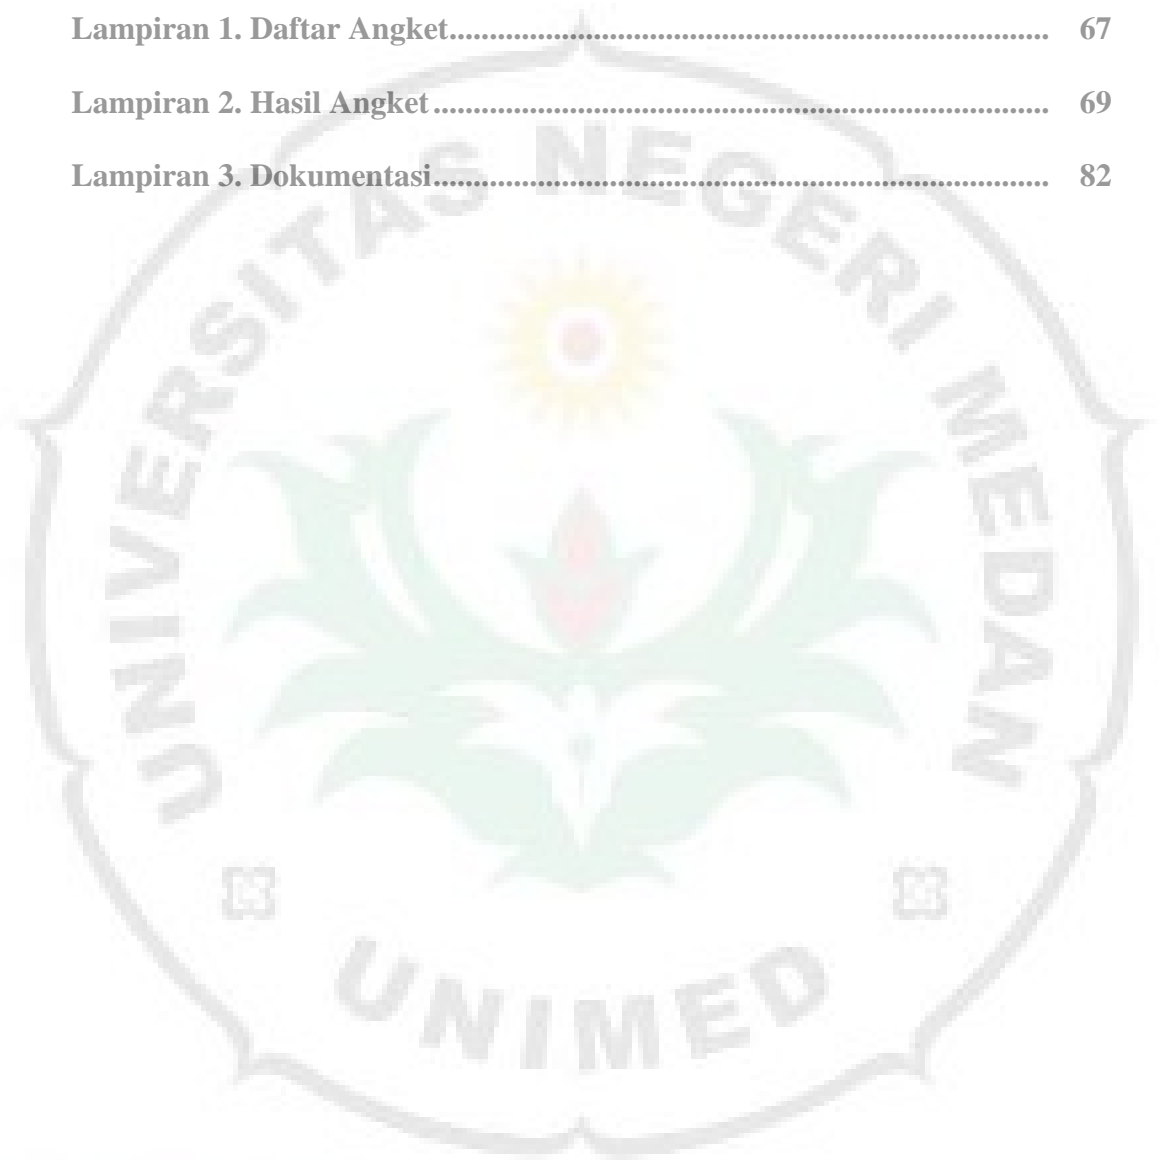 Lampiran 1. Daftar Angket........................................................................... 67
Lampiran 2. Hasil Angket............................................................................. 69
Lampiran 3. Dokumentasi............................................................................. 82
UNIVERSITAS NEGERI MEDAN
UNIMED